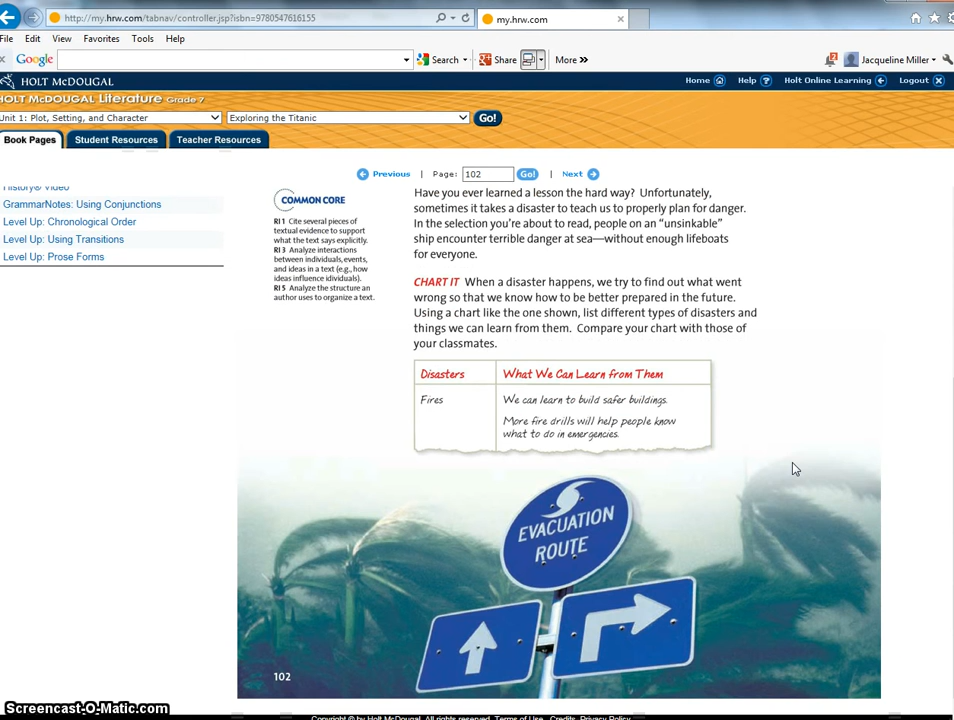 http://my.hrw.com/tabnav/controller.jsp?isbn=9780547616155
my.hrw.com
File Edit View Favorites Tools Help
Google Search Share More »
2 Jacqueline Miller
HOLT McDOUGAL
Home Help ? Holt Online Learning Logout X
HOLT McDOUGAL Literature Grade 7
Unit 1: Plot, Setting, and Character Exploring the Titanic Go!
Book Pages Student Resources Teacher Resources
Previous | Page: 102 Go! | Next
History® Video
GrammarNotes: Using Conjunctions
Level Up: Chronological Order
Level Up: Using Transitions
Level Up: Prose Forms
COMMON CORE
RI 1 Cite several pieces of
textual evidence to support
what the text says explicitly.
RI 3 Analyze interactions
between individuals, events,
and ideas in a text (e.g., how
ideas influence idividuals).
RI 5 Analyze the structure an
author uses to organize a text.
Have you ever learned a lesson the hard way? Unfortunately,
sometimes it takes a disaster to teach us to properly plan for danger.
In the selection you're about to read, people on an "unsinkable"
ship encounter terrible danger at sea—without enough lifeboats
for everyone.
CHART IT When a disaster happens, we try to find out what went
wrong so that we know how to be better prepared in the future.
Using a chart like the one shown, list different types of disasters and
things we can learn from them. Compare your chart with those of
your classmates.
Disasters What We Can Learn from Them
Fires We can learn to build safer buildings.
More fire drills will help people know
what to do in emergencies.
EVACUATION
ROUTE
102
Screencast-O-Matic.com
Copyright © by Holt McDougal. All rights reserved. Terms of Use Credits Privacy Policy